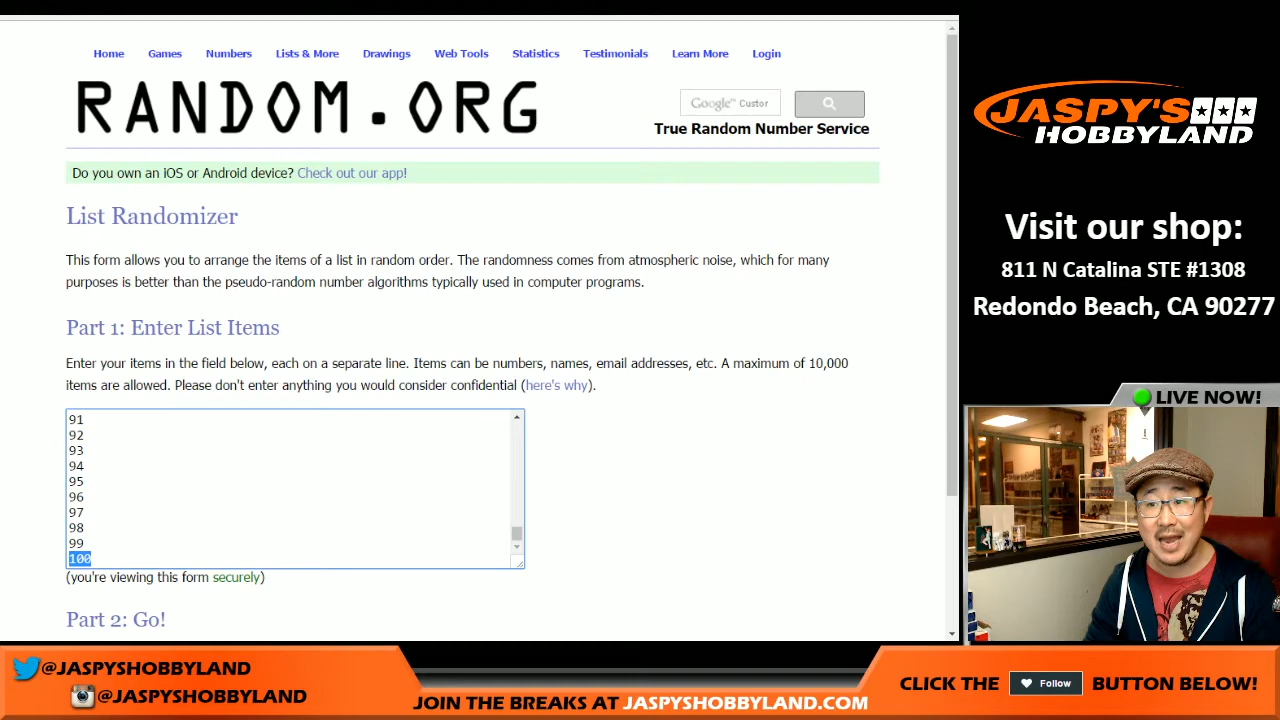 Home Games Numbers Lists & More Drawings Web Tools Statistics Testimonials Learn More Login
RANDOM.ORG
Google™ Custor
True Random Number Service
Do you own an iOS or Android device? Check out our app!
List Randomizer
This form allows you to arrange the items of a list in random order. The randomness comes from atmospheric noise, which for many
purposes is better than the pseudo-random number algorithms typically used in computer programs.
Part 1: Enter List Items
Enter your items in the field below, each on a separate line. Items can be numbers, names, email addresses, etc. A maximum of 10,000
items are allowed. Please don't enter anything you would consider confidential (here's why).
91
92
93
94
95
96
97
98
99
100
(you're viewing this form securely)
Part 2: Go!
JASPY'S
HOBBYLAND
Visit our shop:
811 N Catalina STE #1308
Redondo Beach, CA 90277
LIVE NOW!
@JASPYSHOBBYLAND
@JASPYSHOBBYLAND
JOIN THE BREAKS AT JASPYSHOBBYLAND.COM
CLICK THE Follow BUTTON BELOW!